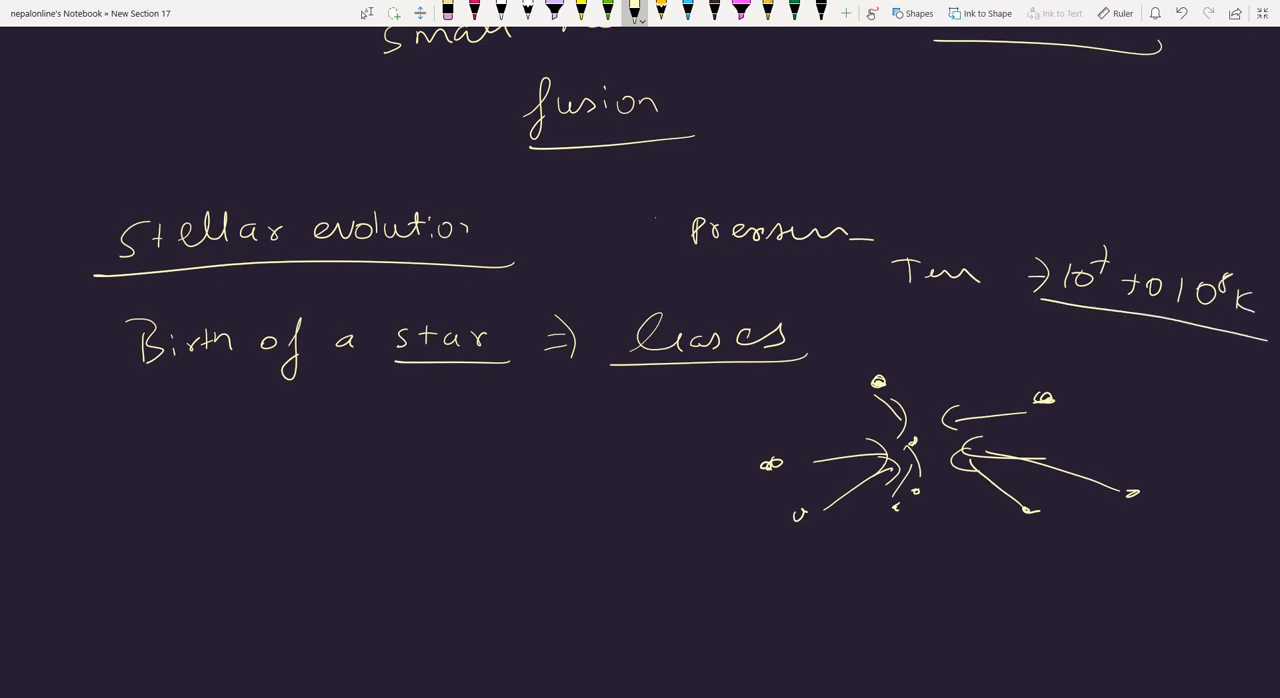 nepalonline's Notebook » New Section 17
Shapes Ink to Shape Ink to Text Ruler
Small
fusion
Stellar evolution
Pressure
Tem → 10⁷ to 10⁸ K
Birth of a star ⇒ Gases